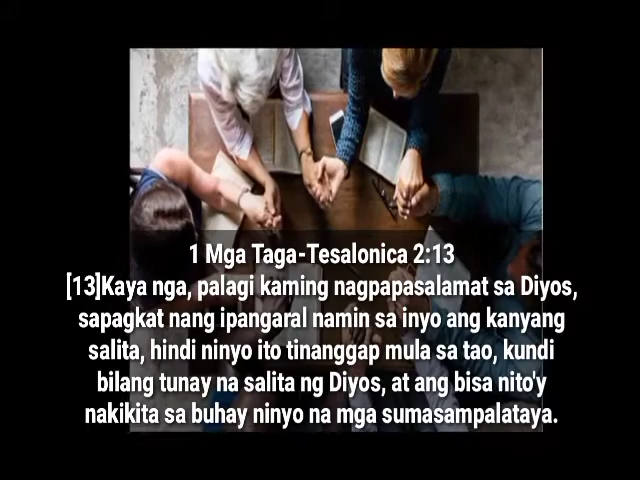 1 Mga Taga-Tesalonica 2:13
[13]Kaya nga, palagi kaming nagpapasalamat sa Diyos,
sapagkat nang ipangaral namin sa inyo ang kanyang
salita, hindi ninyo ito tinanggap mula sa tao, kundi
bilang tunay na salita ng Diyos, at ang bisa nito'y
nakikita sa buhay ninyo na mga sumasampalataya.